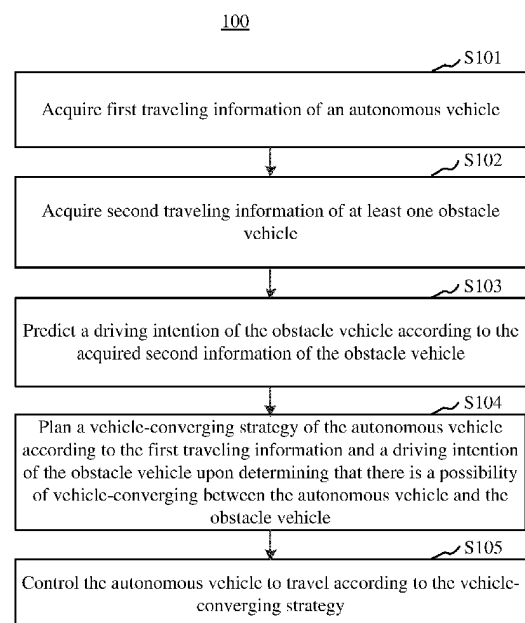 100
S101
Acquire first traveling information of an autonomous vehicle
S102
Acquire second traveling information of at least one obstacle
vehicle
S103
Predict a driving intention of the obstacle vehicle according to the
acquired second information of the obstacle vehicle
S104
Plan a vehicle-converging strategy of the autonomous vehicle
according to the first traveling information and a driving intention
of the obstacle vehicle upon determining that there is a possibility
of vehicle-converging between the autonomous vehicle and the
obstacle vehicle
S105
Control the autonomous vehicle to travel according to the vehicle-
converging strategy